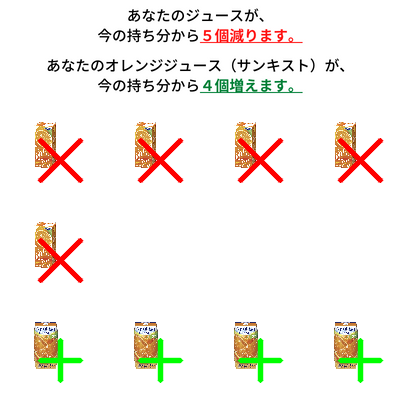 あなたのジュースが、
今の持ち分から５個減ります。
あなたのオレンジジュース（サンキスト）が、
今の持ち分から４個増えます。